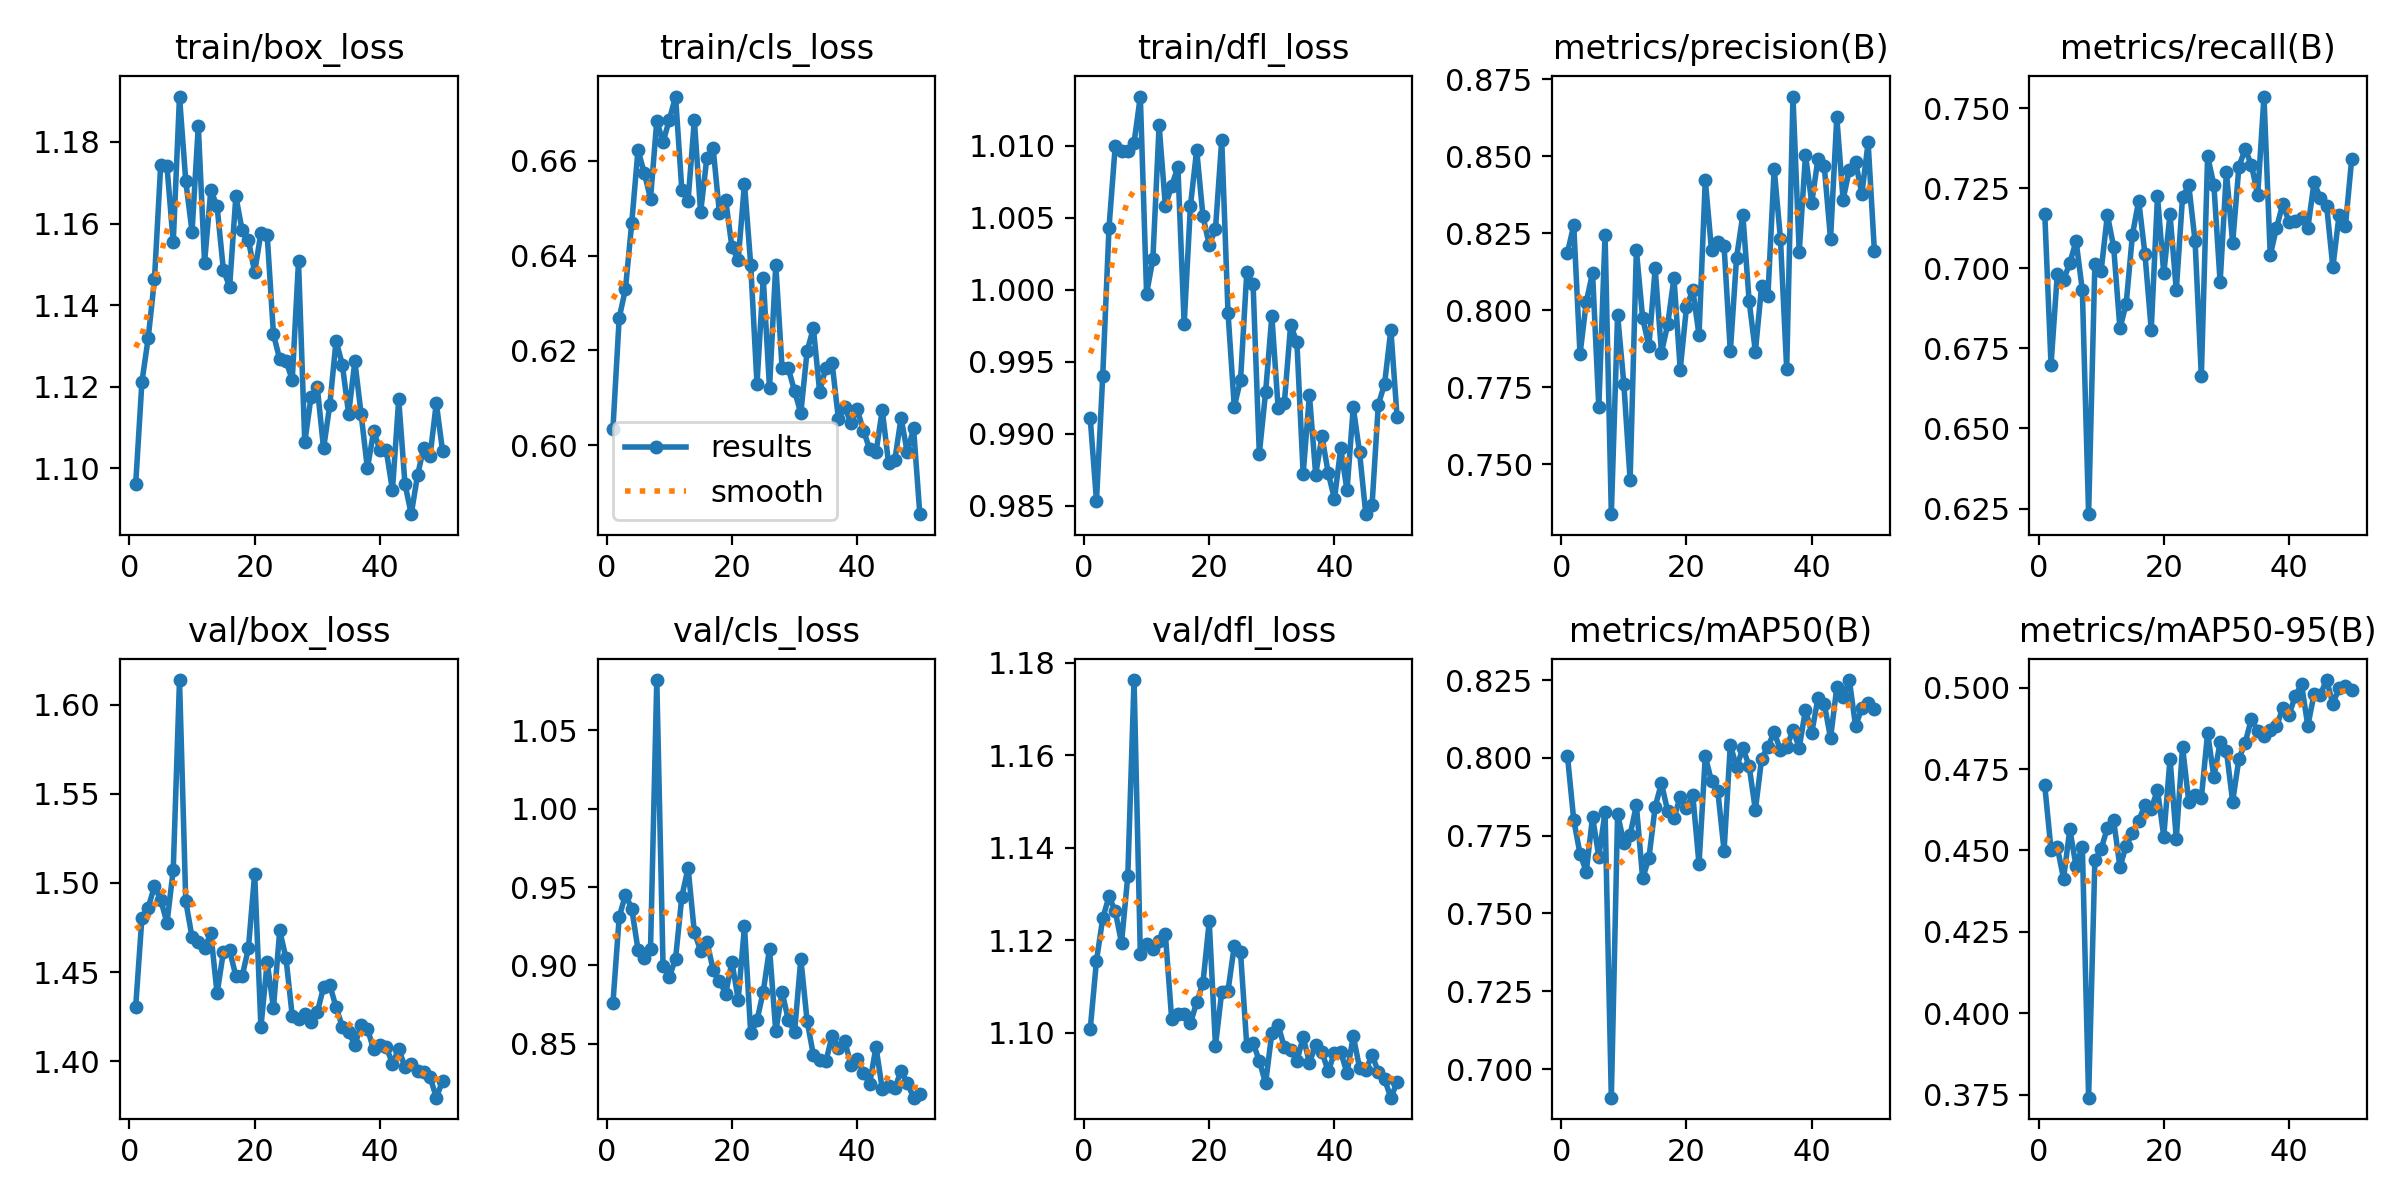 train/box_loss
1.18
1.16
1.14
1.12
1.10
0 20 40
train/cls_loss
0.66
0.64
0.62
0.60
results
smooth
0 20 40
train/dfl_loss
1.010
1.005
1.000
0.995
0.990
0.985
0 20 40
metrics/precision(B)
0.875
0.850
0.825
0.800
0.775
0.750
0 20 40
metrics/recall(B)
0.750
0.725
0.700
0.675
0.650
0.625
0 20 40
val/box_loss
1.60
1.55
1.50
1.45
1.40
0 20 40
val/cls_loss
1.05
1.00
0.95
0.90
0.85
0 20 40
val/dfl_loss
1.18
1.16
1.14
1.12
1.10
0 20 40
metrics/mAP50(B)
0.825
0.800
0.775
0.750
0.725
0.700
0 20 40
metrics/mAP50-95(B)
0.500
0.475
0.450
0.425
0.400
0.375
0 20 40